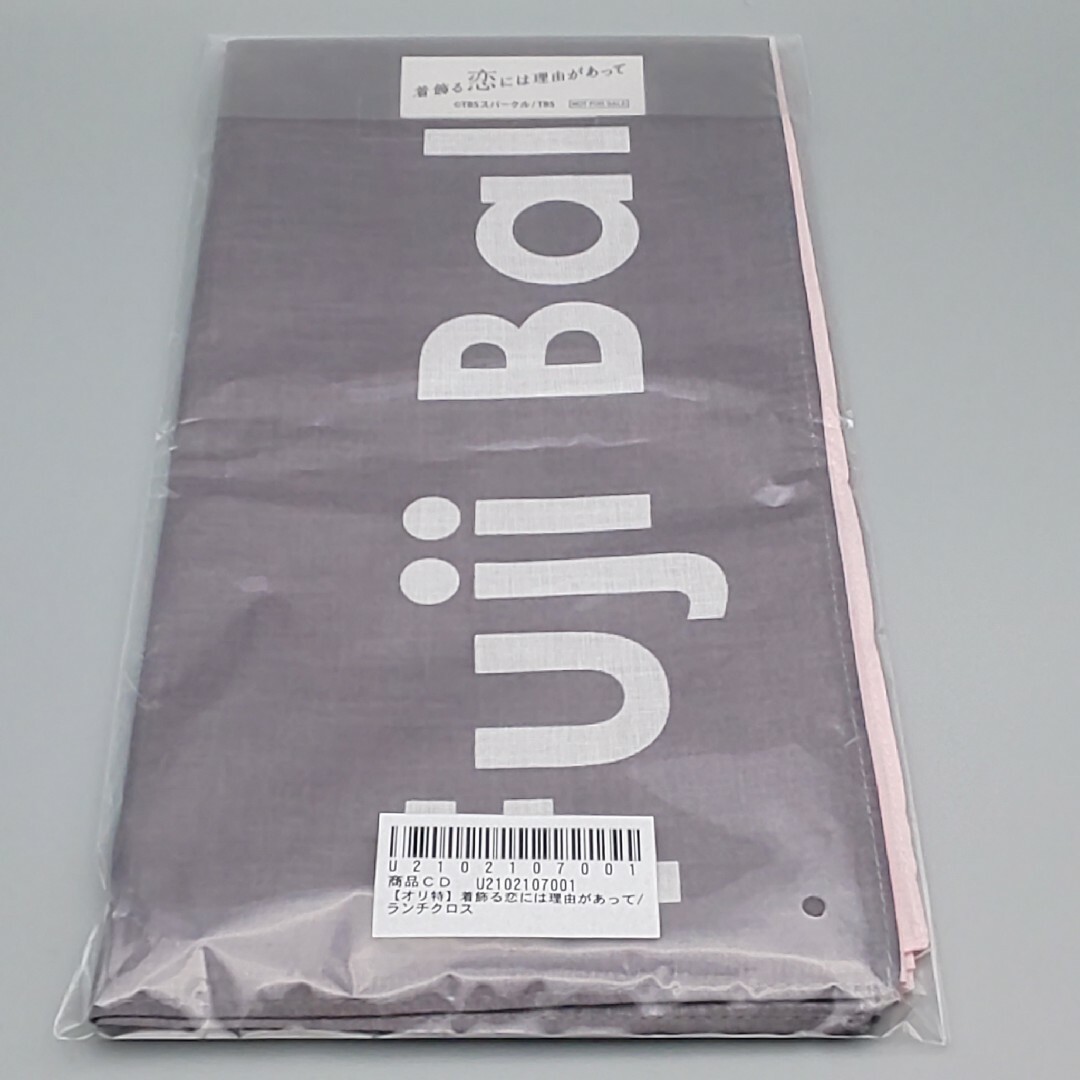 着飾る恋には理由があって
©TBSスパークル/TBS NOT FOR SALE
Fuji Bal
U2102107001
商品CD U2102107001
【オリ特】着飾る恋には理由があって/
ランチクロス